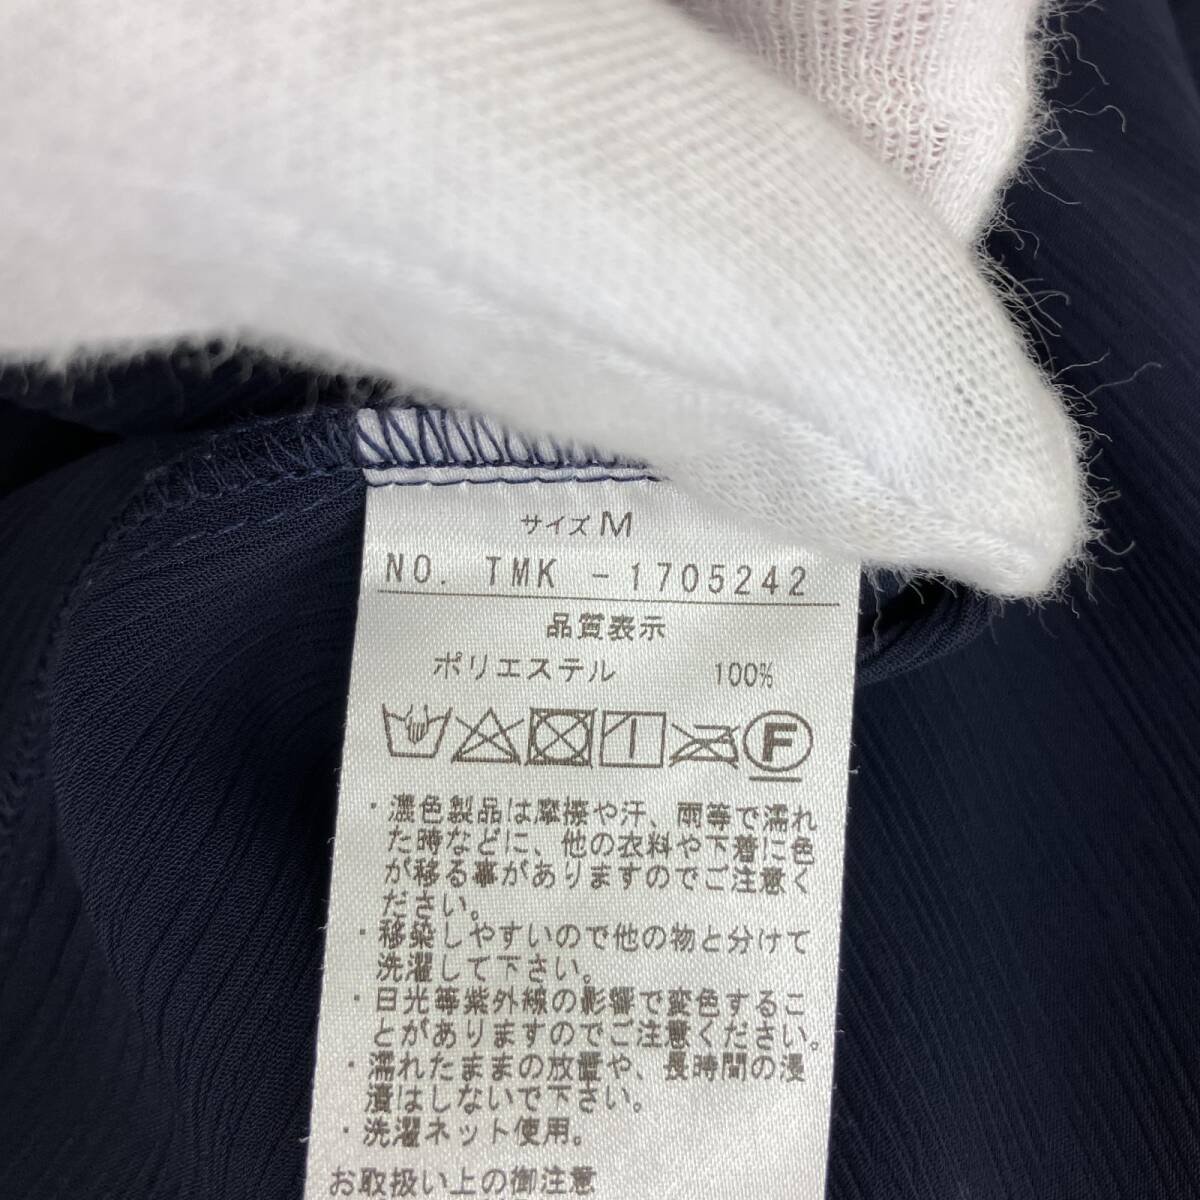 サイズM
NO. TMK -1705242
品質表示
ポリエステル 100%
F
・濃色製品は摩擦や汗、雨等で濡れ
た時などに、他の衣料や下着に色
が移る事がありますのでご注意く
ださい。
・移染しやすいので他の物と分けて
洗濯して下さい。
・日光等紫外線の影響で変色するこ
とがありますのでご注意ください。
・濡れたままの放置や、長時間の浸
漬はしないで下さい。
・洗濯ネット使用。
お取扱い上の御注意